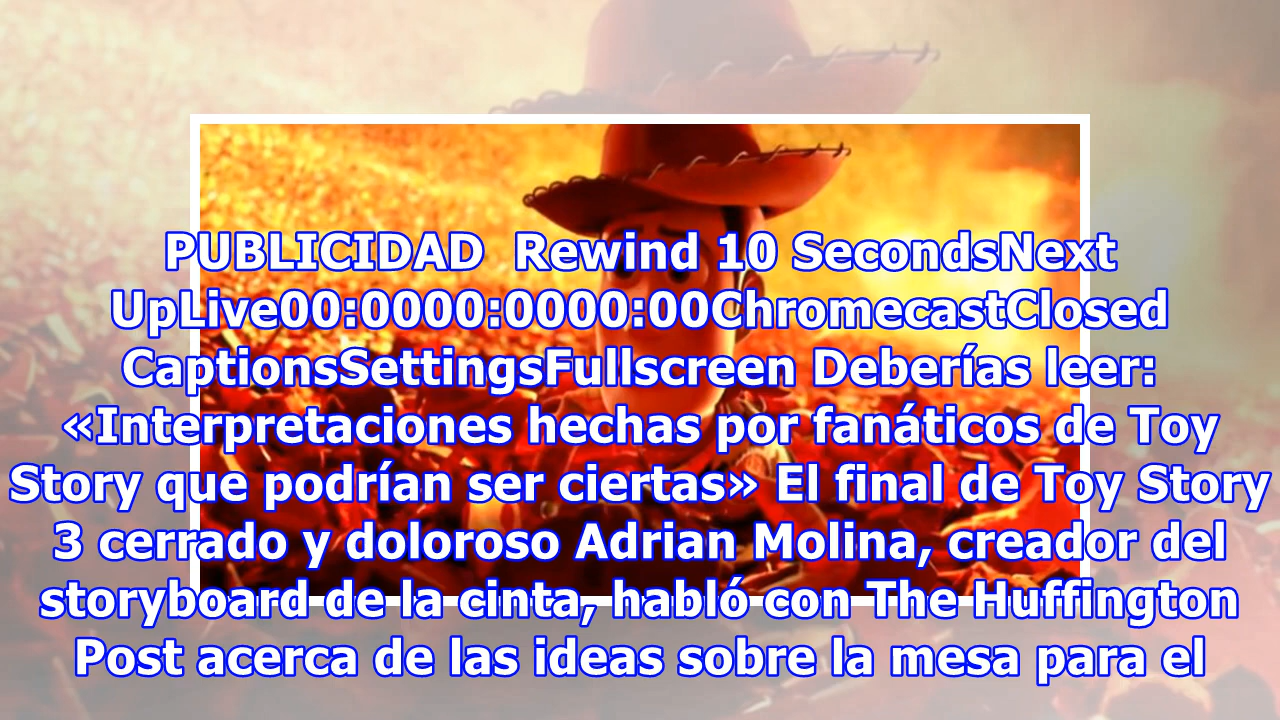 PUBLICIDAD  Rewind 10 SecondsNext
UpLive00:0000:0000:00ChromecastClosed
CaptionsSettingsFullscreen Deberías leer:
«Interpretaciones hechas por fanáticos de Toy
Story que podrían ser ciertas» El final de Toy Story
3 cerrado y doloroso Adrian Molina, creador del
storyboard de la cinta, habló con The Huffington
Post acerca de las ideas sobre la mesa para el